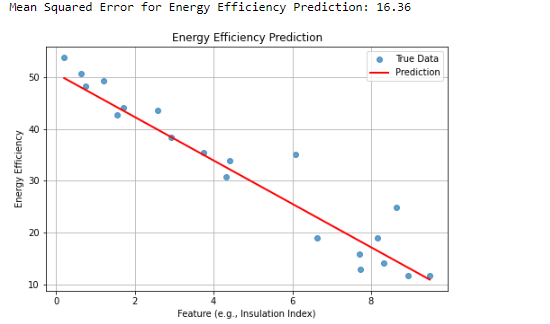 Mean Squared Error for Energy Efficiency Prediction: 16.36
Energy Efficiency Prediction
True Data
Prediction
50
40
30
20
10
Energy Efficiency
0 2 4 6 8
Feature (e.g., Insulation Index)